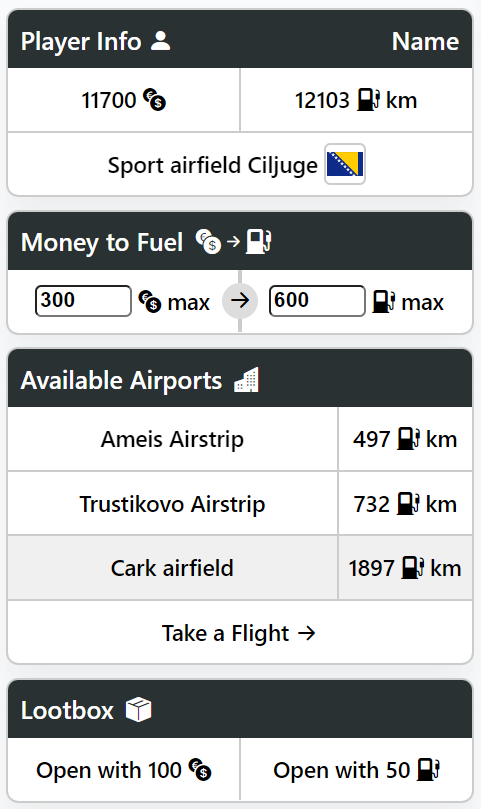 Player Info Name
11700 12103 km
Sport airfield Ciljuge
Money to Fuel →
300 max → 600 max
Available Airports
Ameis Airstrip 497 km
Trustikovo Airstrip 732 km
Cark airfield 1897 km
Take a Flight →
Lootbox
Open with 100 Open with 50